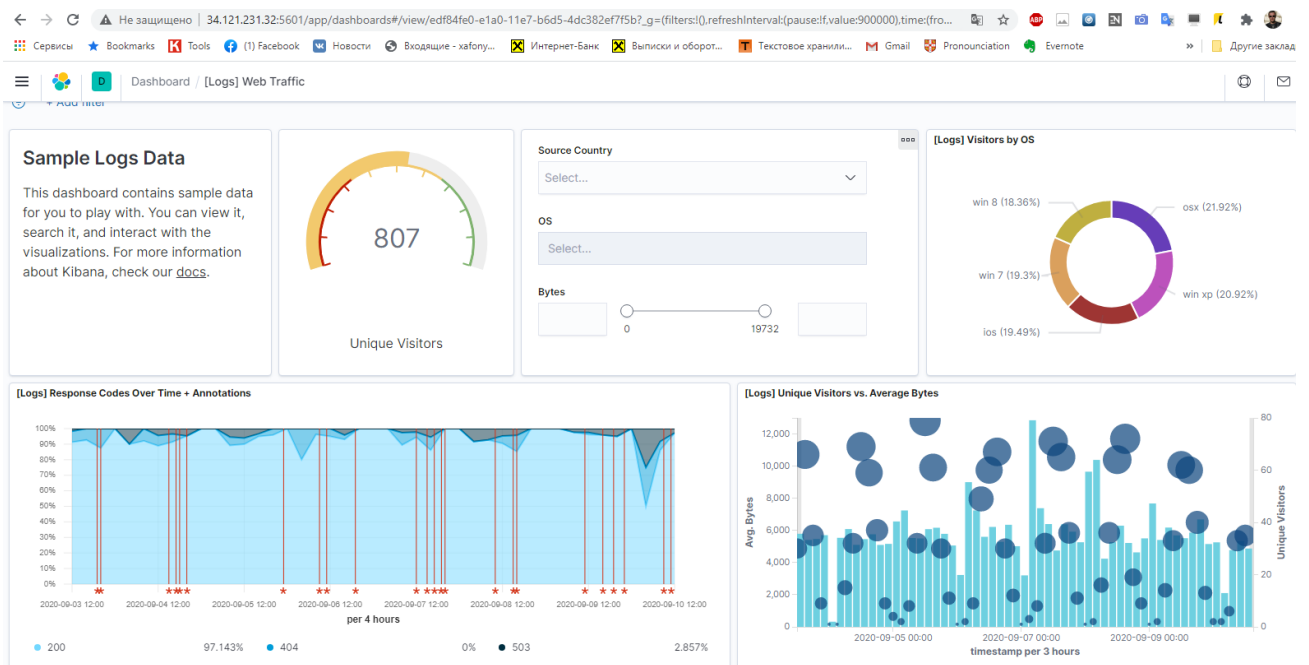 Не защищено | 34.121.231.32:5601/app/dashboards#/view/edf84fe0-e1a0-11e7-b6d5-4dc382ef7f5b?_g=(filters:!(),refreshInterval:(pause:!f,value:900000),time:(fro...
ABP
Сервисы Bookmarks Tools (1) Facebook Новости Входящие - xafony... Интернет-Банк Выписки и оборот... Текстовое хранили... Gmail Pronounciation Evernote » Другие заклад
D Dashboard / [Logs] Web Traffic
+ Add filter
Sample Logs Data
This dashboard contains sample data
for you to play with. You can view it,
search it, and interact with the
visualizations. For more information
about Kibana, check our docs.
807
Unique Visitors
Source Country
Select...
OS
Select...
Bytes
0 19732
[Logs] Visitors by OS
win 8 (18.36%)
osx (21.92%)
win 7 (19.3%)
win xp (20.92%)
ios (19.49%)
[Logs] Response Codes Over Time + Annotations
100%
90%
80%
70%
60%
50%
40%
30%
20%
10%
0%
2020-09-03 12:00 2020-09-04 12:00 2020-09-05 12:00 2020-09-06 12:00 2020-09-07 12:00 2020-09-08 12:00 2020-09-09 12:00 2020-09-10 12:00
per 4 hours
200 97.143% 404 0% 503 2.857%
[Logs] Unique Visitors vs. Average Bytes
12,000
10,000
8,000
6,000
4,000
2,000
0
Avg. Bytes
80
60
40
20
0
Unique Visitors
2020-09-05 00:00 2020-09-07 00:00 2020-09-09 00:00
timestamp per 3 hours